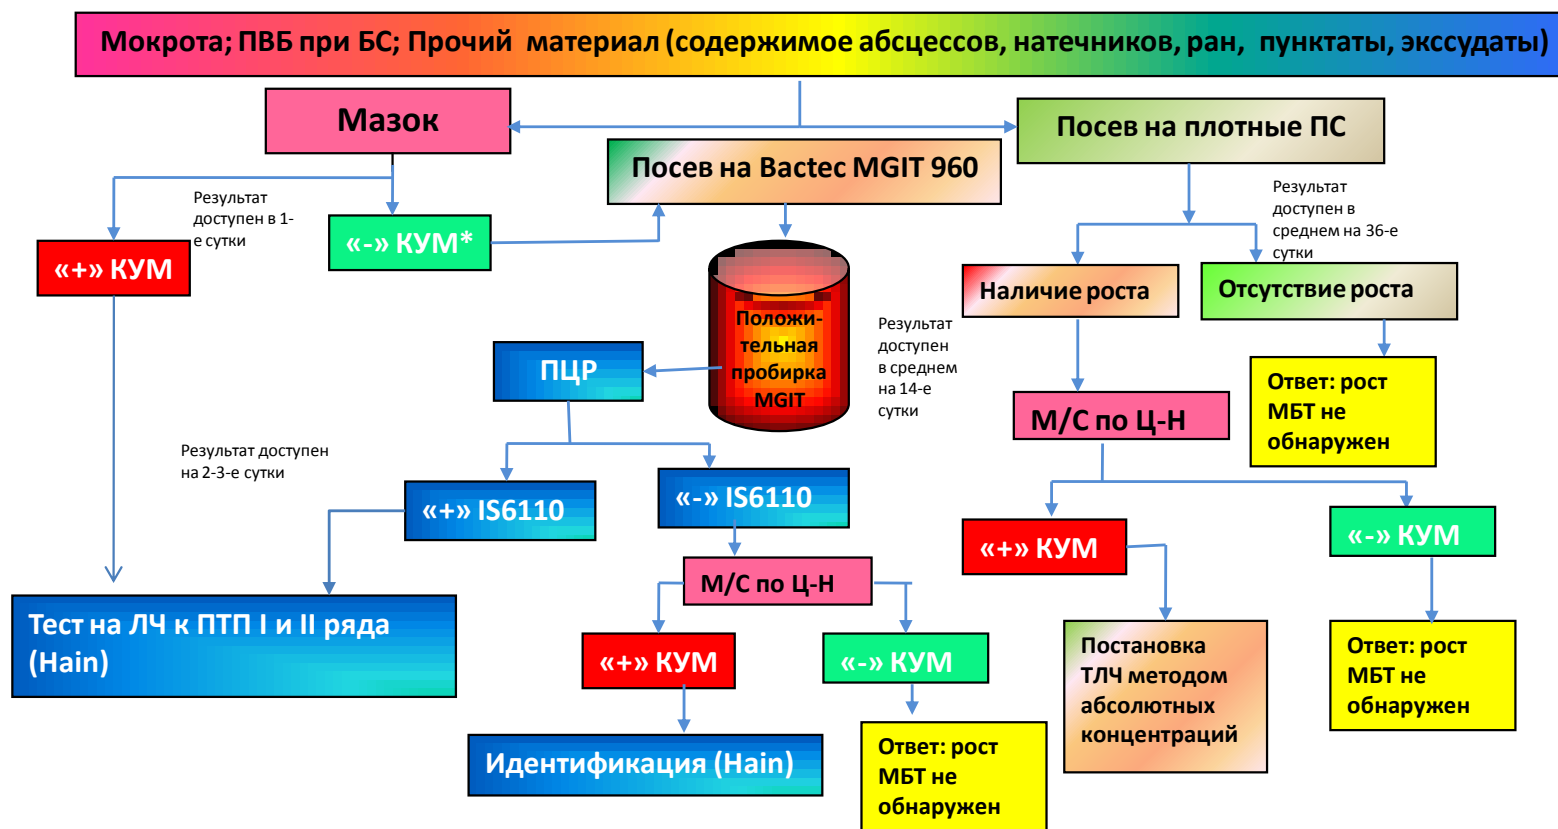 Мокрота; ПВБ при БС; Прочий материал (содержимое абсцессов, натечников, ран, пунктаты, экссудаты)
Мазок
Посев на Bactec MGIT 960
Посев на плотные ПС
Результат
доступен в 1-
е сутки
«+» КУМ
«-» КУМ*
Результат
доступен в
среднем на 36-е
сутки
Наличие роста
Отсутствие роста
Положи-
тельная
пробирка
MGIT
Результат
доступен
в среднем
на 14-е
сутки
ПЦР
М/С по Ц-Н
Ответ: рост
МБТ не
обнаружен
Результат доступен
на 2-3-е сутки
«+» IS6110
«-» IS6110
«+» КУМ
«-» КУМ
Тест на ЛЧ к ПТП I и II ряда
(Hain)
М/С по Ц-Н
«+» КУМ
«-» КУМ
Постановка
ТЛЧ методом
абсолютных
концентраций
Ответ: рост
МБТ не
обнаружен
Идентификация (Hain)
Ответ: рост
МБТ не
обнаружен